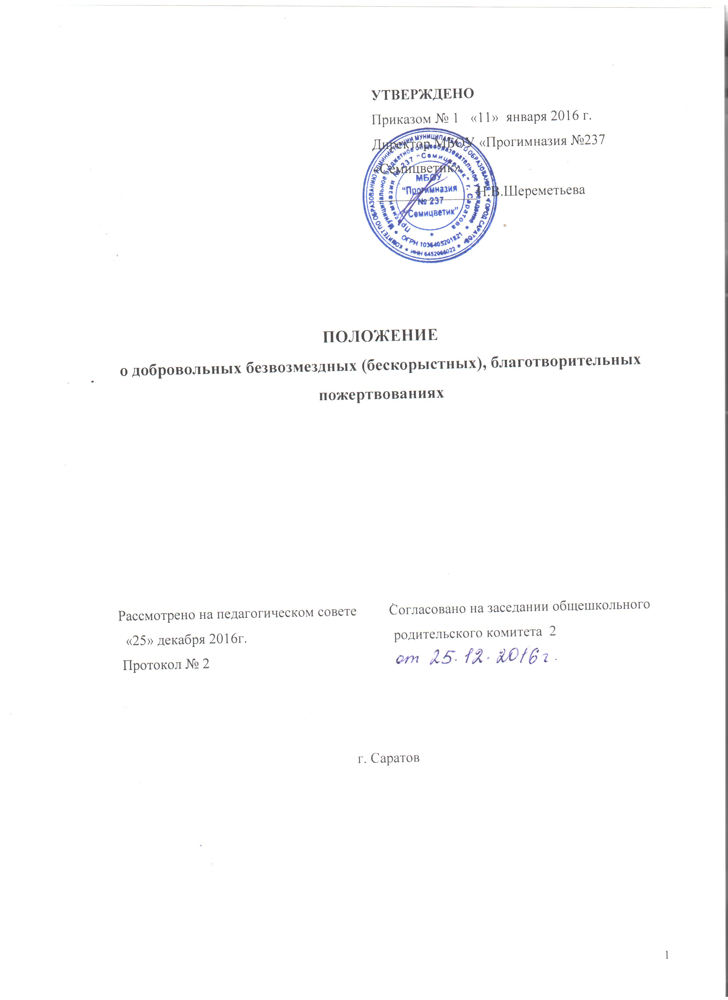 УТВЕРЖДЕНО
Приказом № 1 «11» января 2016 г.
Директор МБОУ «Прогимназия №237
«Семицветик»
Н.В.Шереметьева
КОМИТЕТ ПО ОБРАЗОВАНИЮ АДМИНИСТРАЦИИ МУНИЦИПАЛЬНОГО ОБРАЗОВАНИЯ «ГОРОД САРАТОВ»
ИНН 6452066022
Муниципальное бюджетное общеобразовательное учреждение
ОГРН 1036405201821
Прогимназия № 237 "Семицветик" г. Саратова
МБОУ
"Прогимназия
№ 237
"Семицветик"
ПОЛОЖЕНИЕ
о добровольных безвозмездных (бескорыстных), благотворительных
пожертвованиях
Рассмотрено на педагогическом совете
«25» декабря 2016г.
Протокол № 2
Согласовано на заседании общешкольного
родительского комитета 2
от 25.12.2016г.
г. Саратов
1